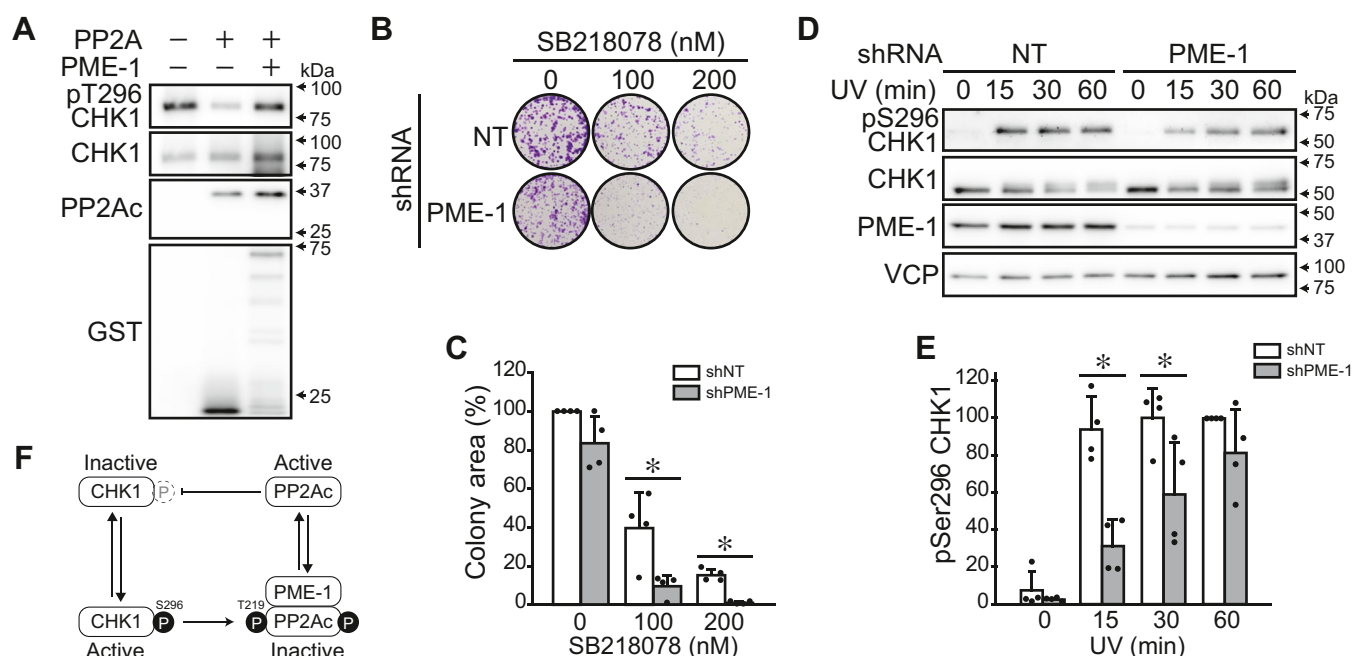 A
PP2A − + +
PME-1 − − +
kDa
pT296
CHK1
100
75
CHK1
100
75
PP2Ac
37
25
GST
75
25
B
SB218078 (nM)
0 100 200
shRNA
NT
PME-1
C
Colony area (%)
120
100
80
60
40
20
0
shNT
shPME-1
*
*
0 100 200
SB218078 (nM)
D
shRNA NT PME-1
UV (min) 0 15 30 60 0 15 30 60
kDa
pS296
CHK1
75
50
CHK1
75
50
PME-1
50
37
VCP
100
75
E
pSer296 CHK1
120
100
80
60
40
20
0
shNT
shPME-1
*
*
0 15 30 60
UV (min)
F
Inactive Active
CHK1 P PP2Ac
PME-1
S296 T219
CHK1 P P PP2Ac P
Active Inactive